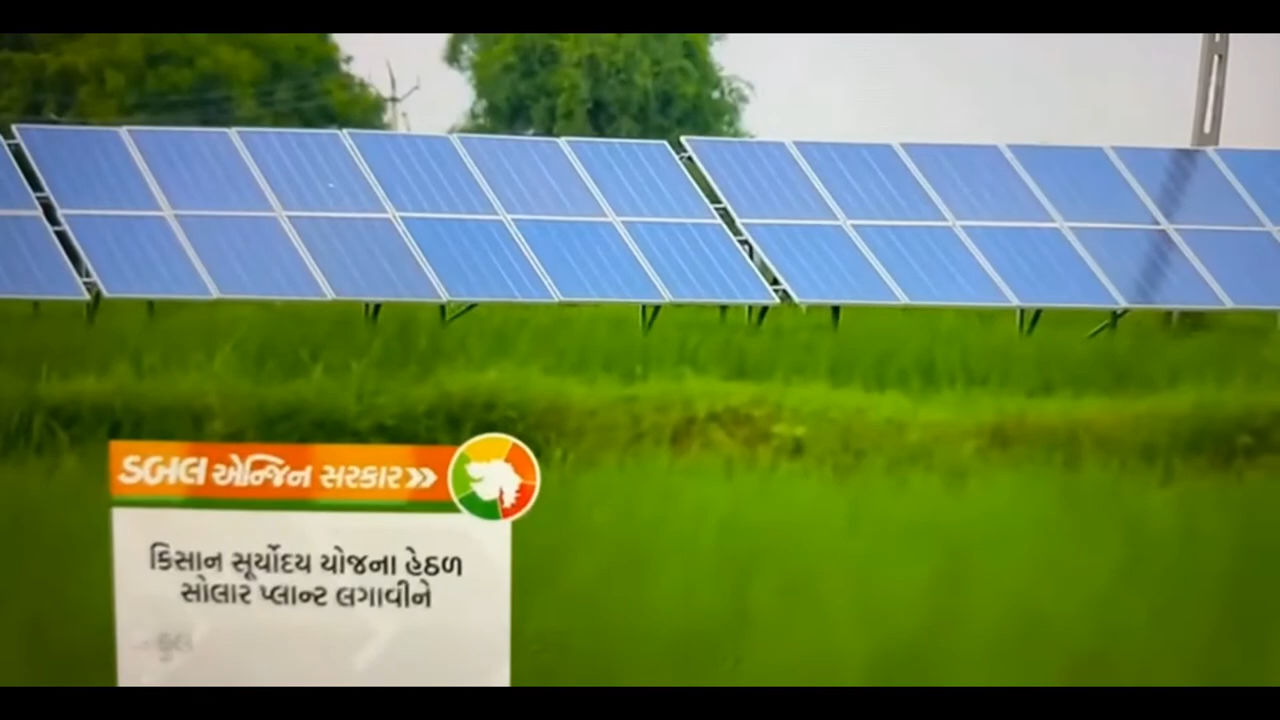 ડબલ એન્જિન સરકાર»
કિસાન સૂર્યોદય યોજના હેઠળ
સોલાર પ્લાન્ટ લગાવીને